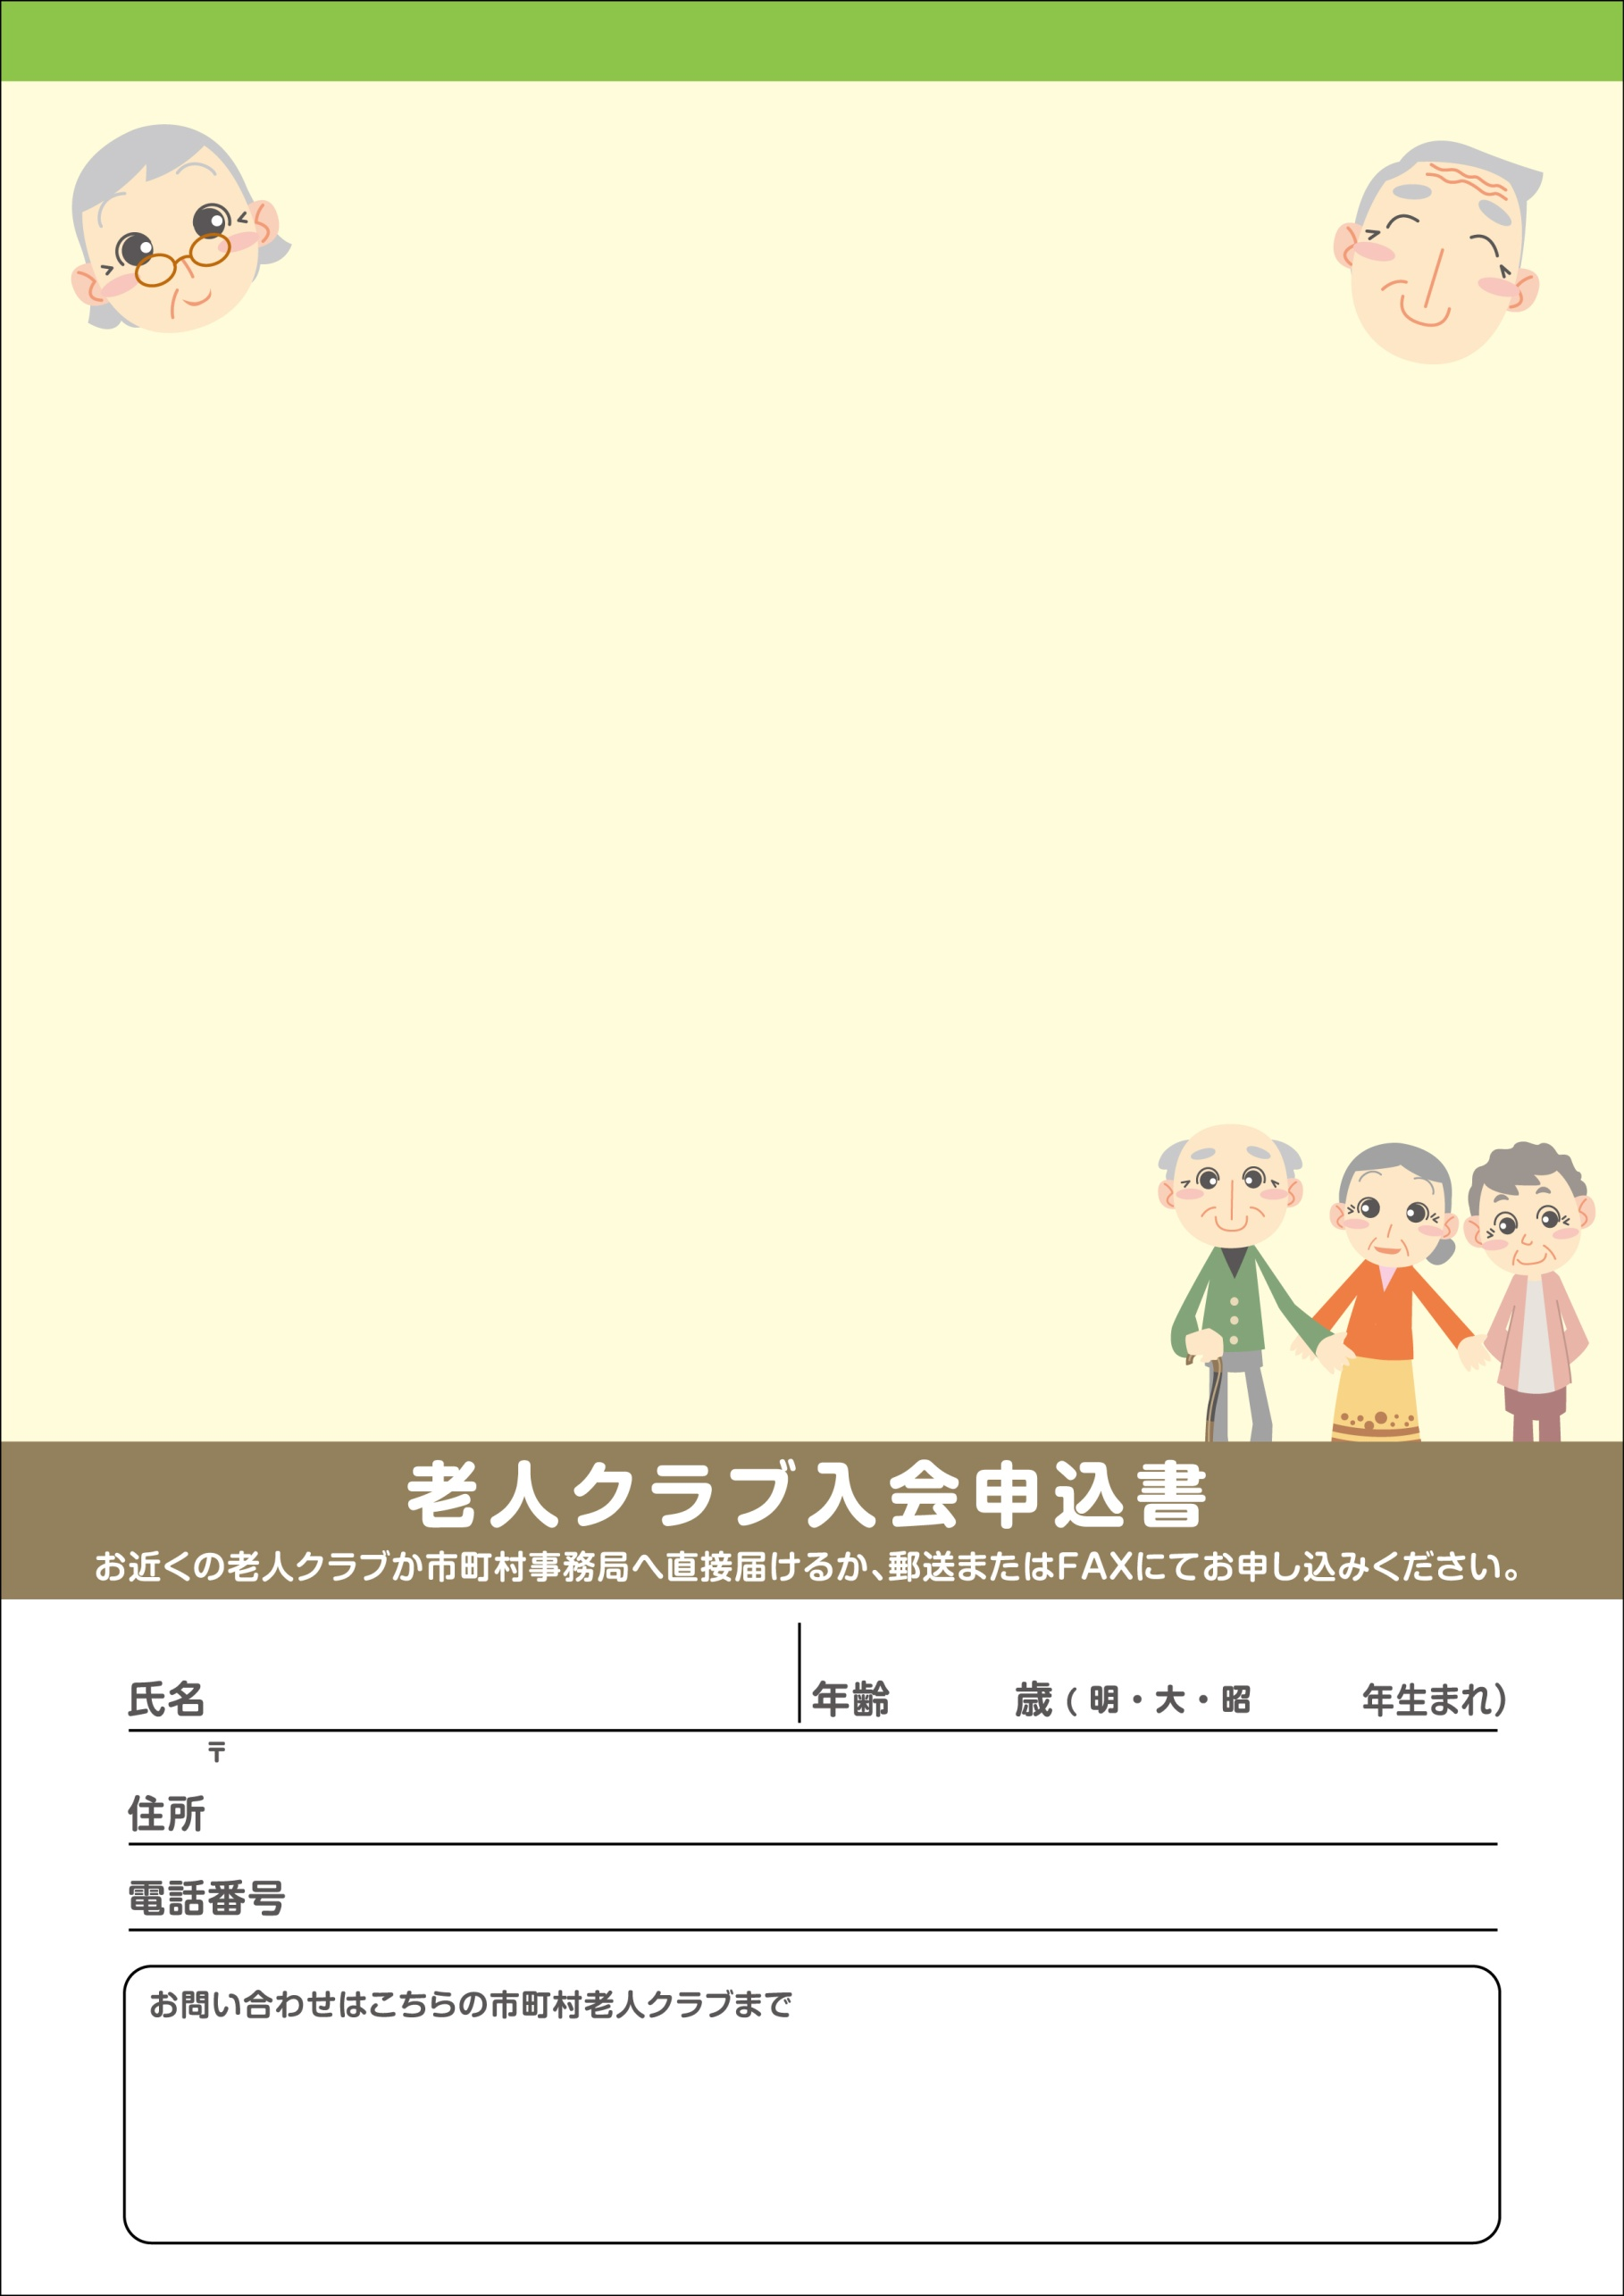 老人クラブ入会申込書
お近くの老人クラブか市町村事務局へ直接届けるか、郵送またはFAXにてお申し込みください。
氏名 年齢 歳(明・大・昭 年生まれ)
〒
住所
電話番号
お問い合わせはこちらの市町村老人クラブまで